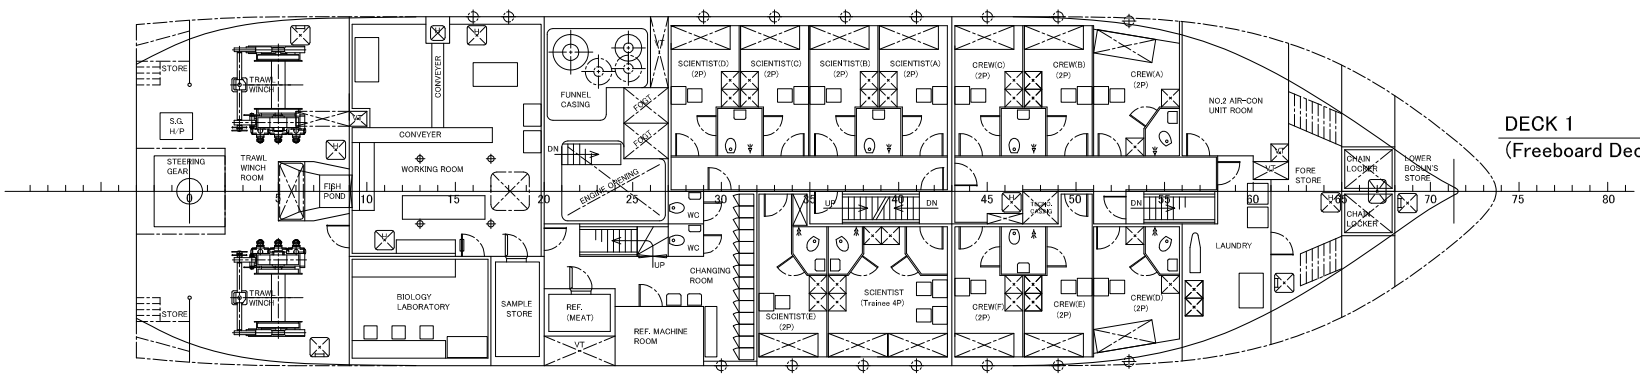 STORE
TRAWL
WINCH
S.G.
H/P
STEERING
GEAR
TRAWL
WINCH
ROOM
FISH
POND
TRAWL
WINCH
STORE
H
H
CONVEYER
CONVEYER
VT
H
WORKING ROOM
H
BIOLOGY
LABORATORY
SAMPLE
STORE
FUNNEL
CASING
VT
FOOT
FOOT
DN
ENGINE OPENING
UP
WC
WC
CHANGING
ROOM
REF.
(MEAT)
VT
REF. MACHINE
ROOM
SCIENTIST(D)
(2P)
SCIENTIST(C)
(2P)
SCIENTIST(B)
(2P)
SCIENTIST(A)
(2P)
CREW(C)
(2P)
CREW(B)
(2P)
CREW(A)
(2P)
UP
DN
H
CASING
DN
SCIENTIST(E)
(2P)
SCIENTIST
(Trainee 4P)
CREW(F)
(2P)
CREW(E)
(2P)
CREW(D)
(2P)
NO.2 AIR-CON
UNIT ROOM
VT
VT
FORE
STORE
LAUNDRY
H
CHAIN
LOCKER
CHAIN
LOCKER
LOWER
BOSUN'S
STORE
0 5 10 15 20 25 30 35 40 45 50 55 60 65 70 75 80
DECK 1
(Freeboard Dec